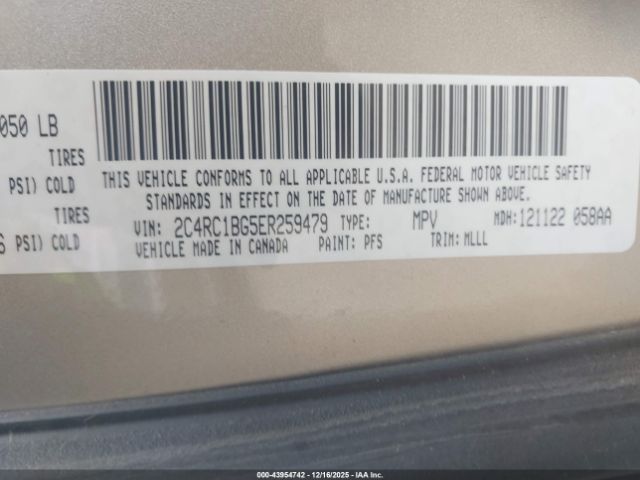 050 LB
TIRES
PSI) COLD
PSI) COLD
THIS VEHICLE CONFORMS TO ALL APPLICABLE U.S.A. FEDERAL MOTOR VEHICLE SAFETY
STANDARDS IN EFFECT ON THE DATE OF MANUFACTURE SHOWN ABOVE.
VIN: 2C4RC1BG5ER259479 TYPE: MPV MDH:121122 058AA
VEHICLE MADE IN CANADA PAINT: PFS TRIM: MLLL
000-43954742 | 12/16/2025 - Copyright © IAA, Inc.